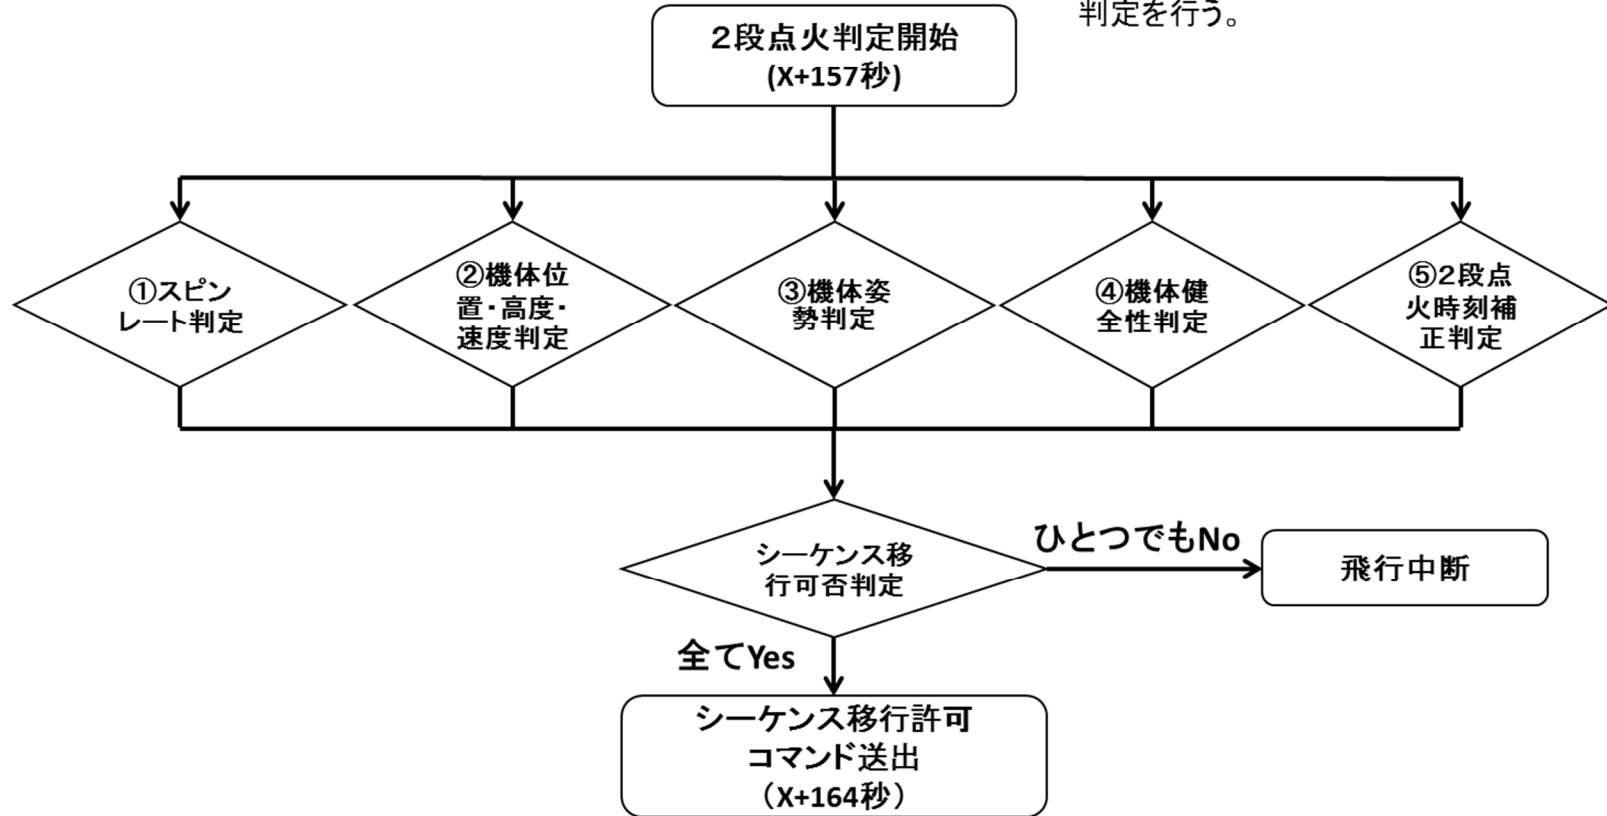 判定を行う。
２段点火判定開始
(X+157秒)
①スピン
レート判定
②機体位
置・高度・
速度判定
③機体姿
勢判定
④機体健
全性判定
⑤２段点
火時刻補
正判定
シーケンス移
行可否判定
ひとつでもNo
飛行中断
全てYes
シーケンス移行許可
コマンド送出
（X+164秒）